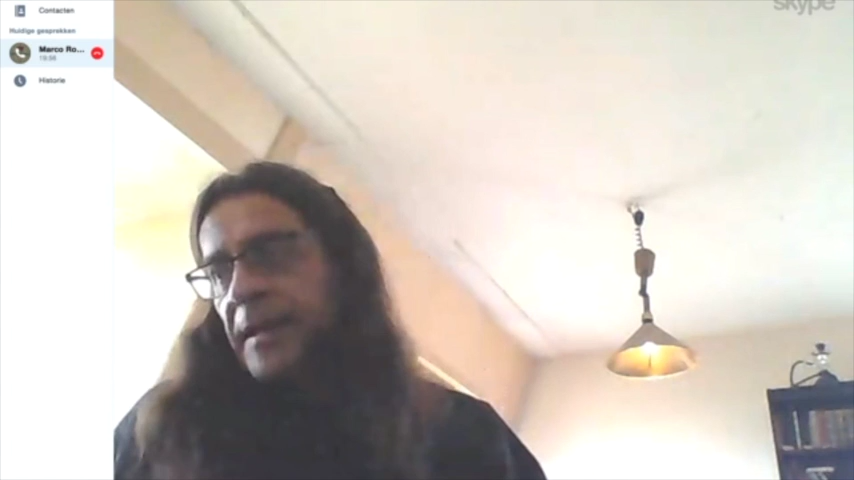 Contacten
skype
Huidige gesprekken
Marco Ro...
19:58
Historie